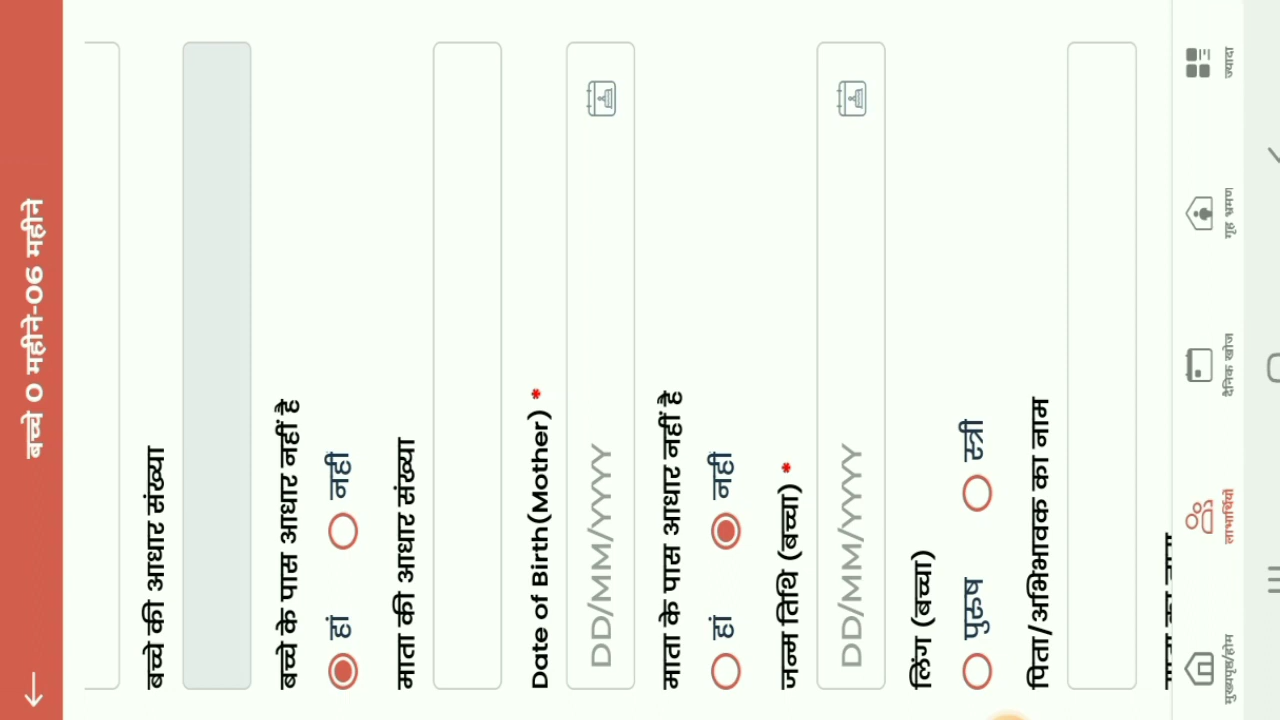 बच्चे 0 महीने-06 महीने
बच्चे की आधार संख्या
बच्चे के पास आधार नहीं है
हां नहीं
माता की आधार संख्या
Date of Birth(Mother) *
DD/MM/YYYY
माता के पास आधार नहीं है
हां नहीं
जन्म तिथि (बच्चा) *
DD/MM/YYYY
लिंग (बच्चा)
पुरुष स्त्री
पिता/अभिभावक का नाम
मुख्यपृष्ठ/होम लाभार्थियों दैनिक खोज गृह भ्रमण ज्यादा